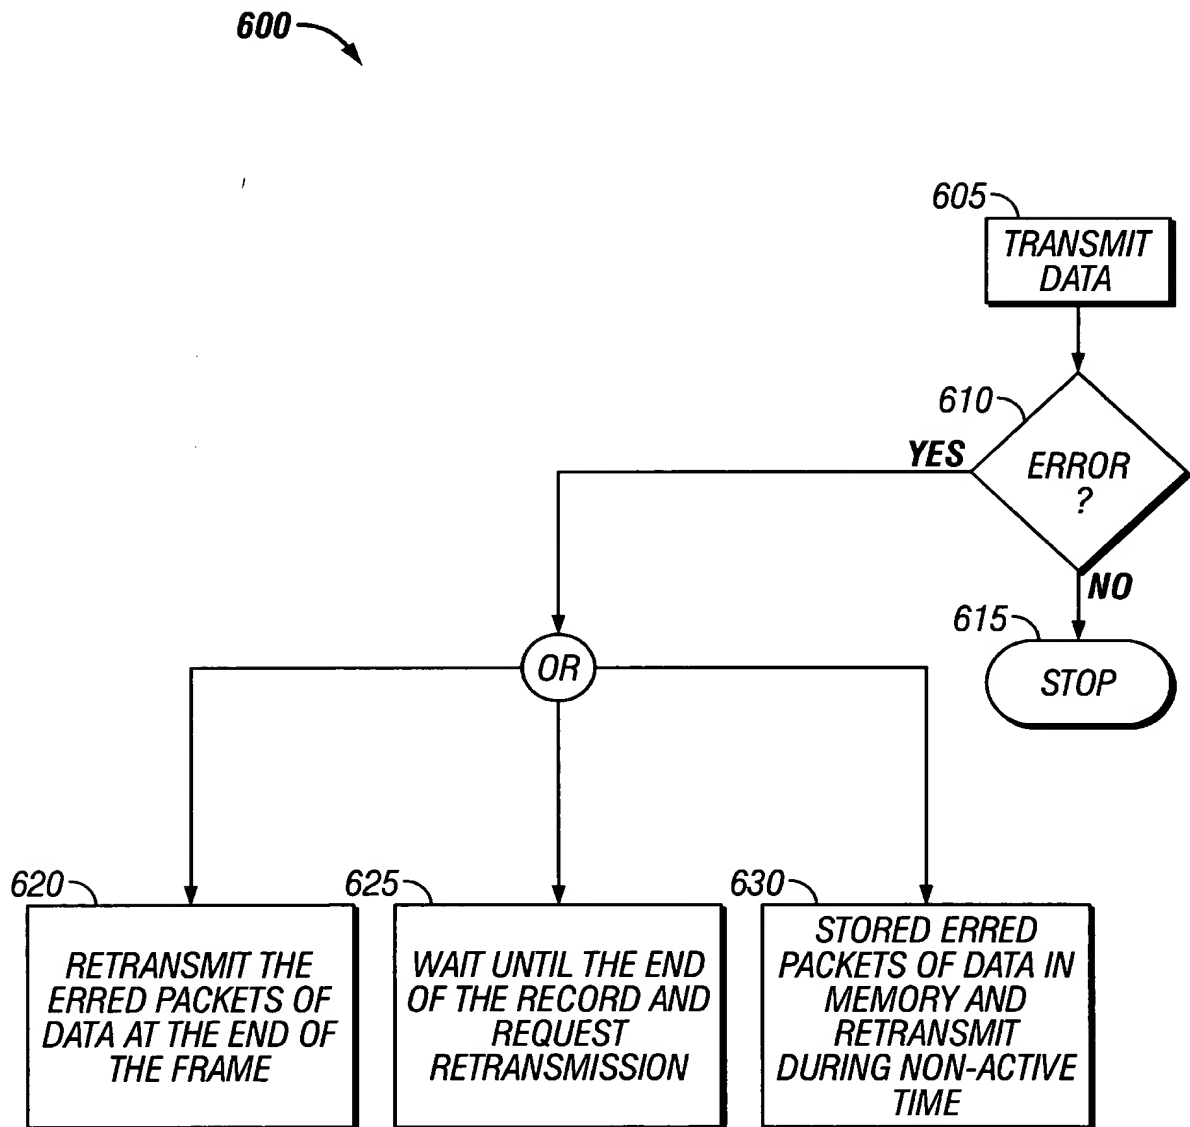 600
605
TRANSMIT
DATA
610
YES
ERROR
?
NO
615
STOP
OR
620
RETRANSMIT THE
ERRED PACKETS OF
DATA AT THE END OF
THE FRAME
625
WAIT UNTIL THE END
OF THE RECORD AND
REQUEST
RETRANSMISSION
630
STORED ERRED
PACKETS OF DATA IN
MEMORY AND
RETRANSMIT
DURING NON-ACTIVE
TIME